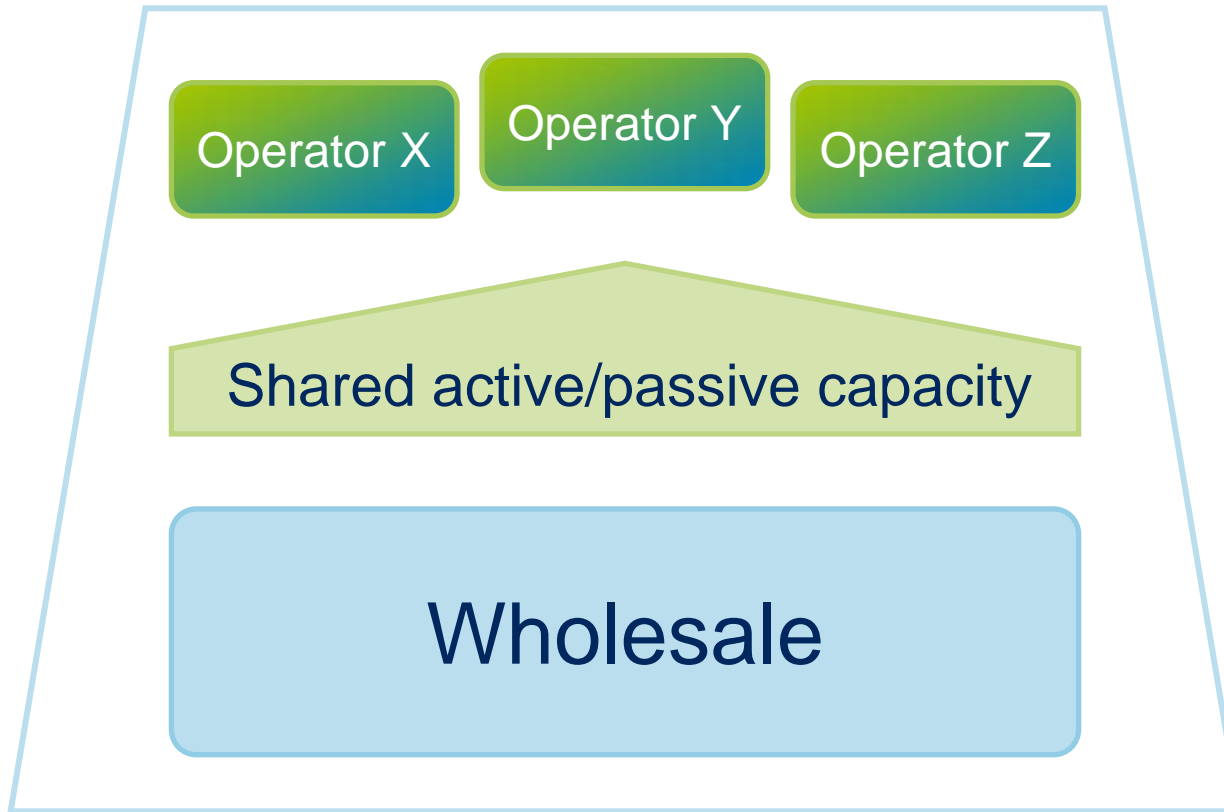 Operator X
Operator Y
Operator Z
Shared active/passive capacity
Wholesale